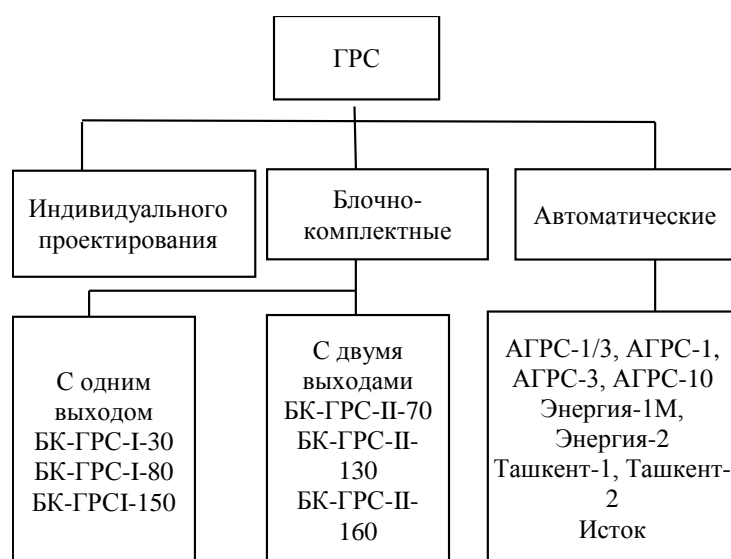 ГРС
Индивидуального
проектирования
Блочно-
комплектные
Автоматические
С одним
выходом
БК-ГРС-I-30
БК-ГРС-I-80
БК-ГРСI-150
С двумя
выходами
БК-ГРС-II-70
БК-ГРС-II-
130
БК-ГРС-II-
160
АГРС-1/3, АГРС-1,
АГРС-3, АГРС-10
Энергия-1М,
Энергия-2
Ташкент-1, Ташкент-
2
Исток